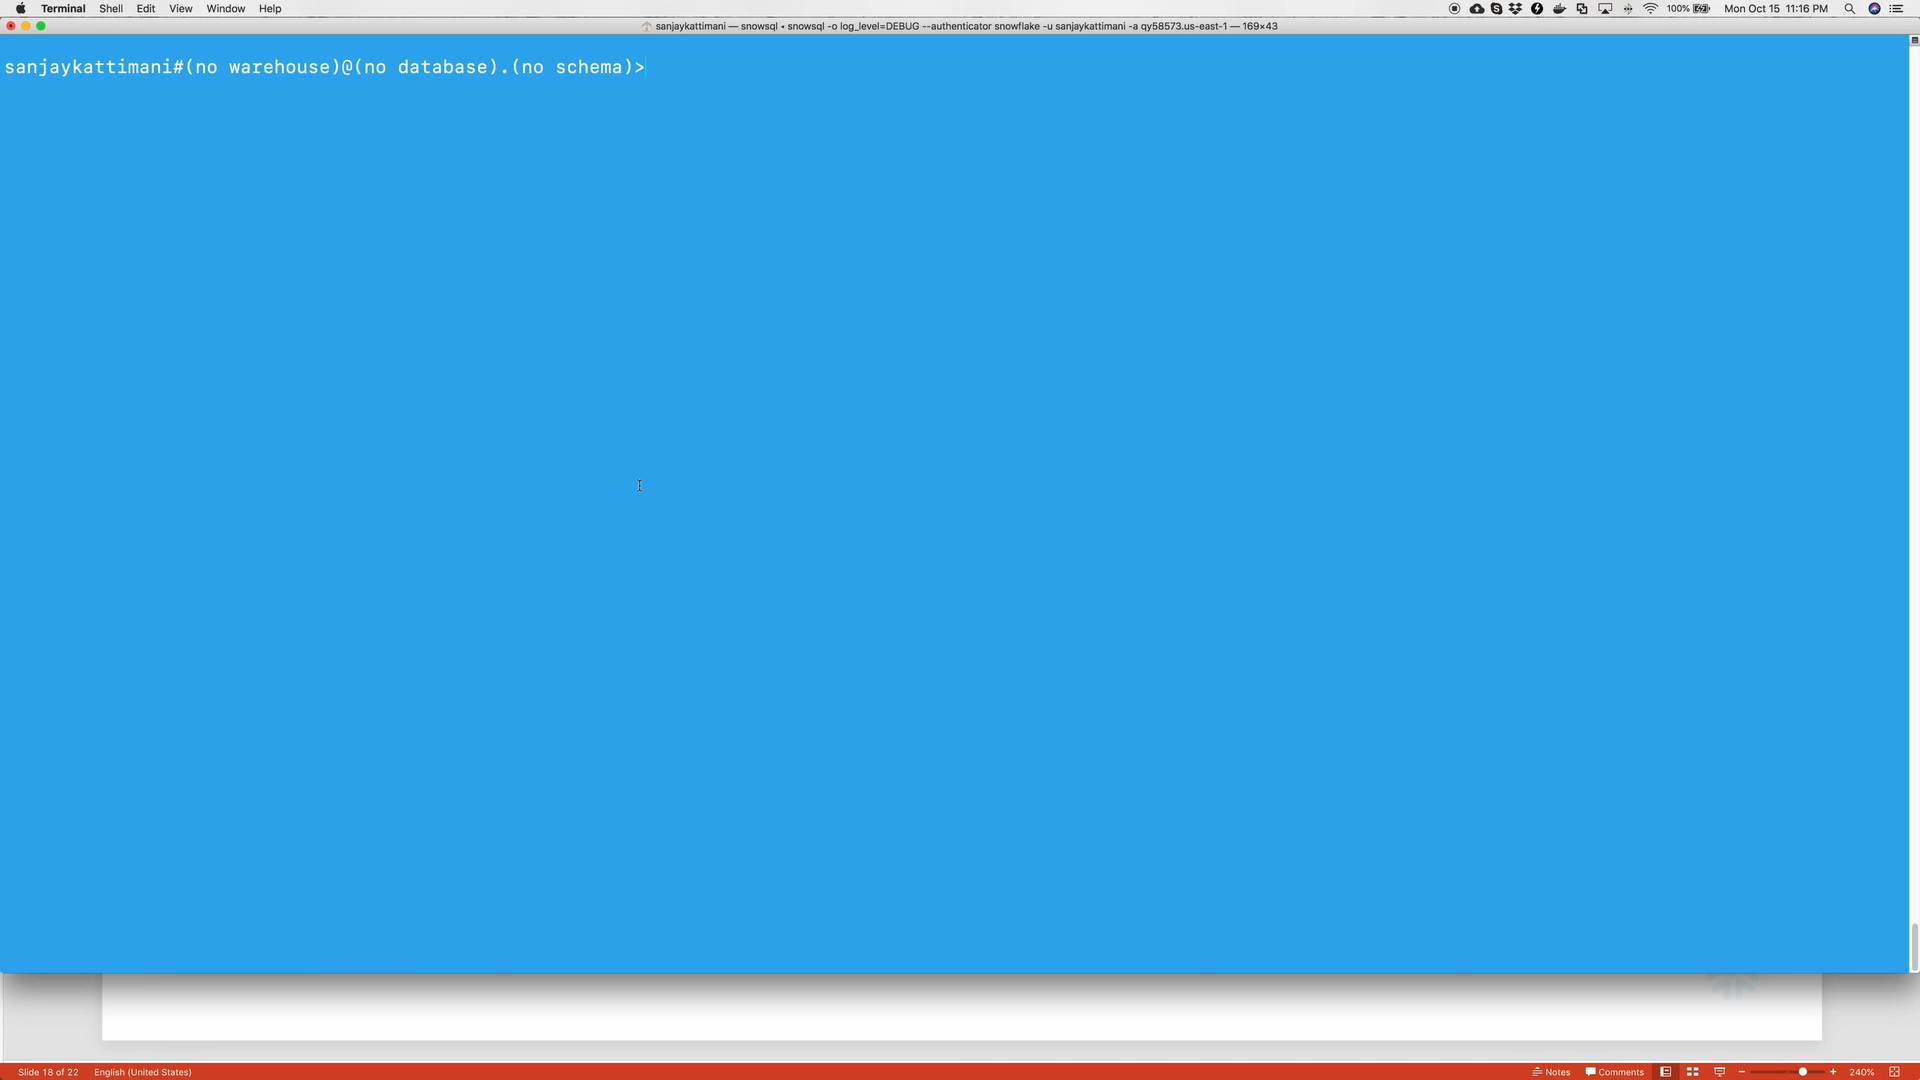 Terminal Shell Edit View Window Help 100% Mon Oct 15 11:16 PM
sanjaykattimani — snowsql • snowsql -o log_level=DEBUG --authenticator snowflake -u sanjaykattimani -a qy58573.us-east-1 — 169×43
sanjaykattimani#(no warehouse)@(no database).(no schema)>
Slide 18 of 22 English (United States) Notes Comments 240%